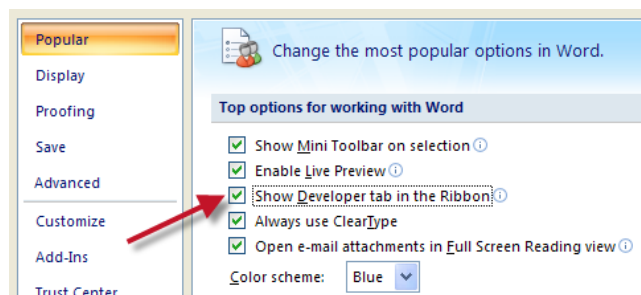 Popular
Display
Proofing
Save
Advanced
Customize
Add-Ins
Trust Center
Change the most popular options in Word.
Top options for working with Word
Show Mini Toolbar on selection
Enable Live Preview
Show Developer tab in the Ribbon
Always use ClearType
Open e-mail attachments in Full Screen Reading view
Color scheme: Blue